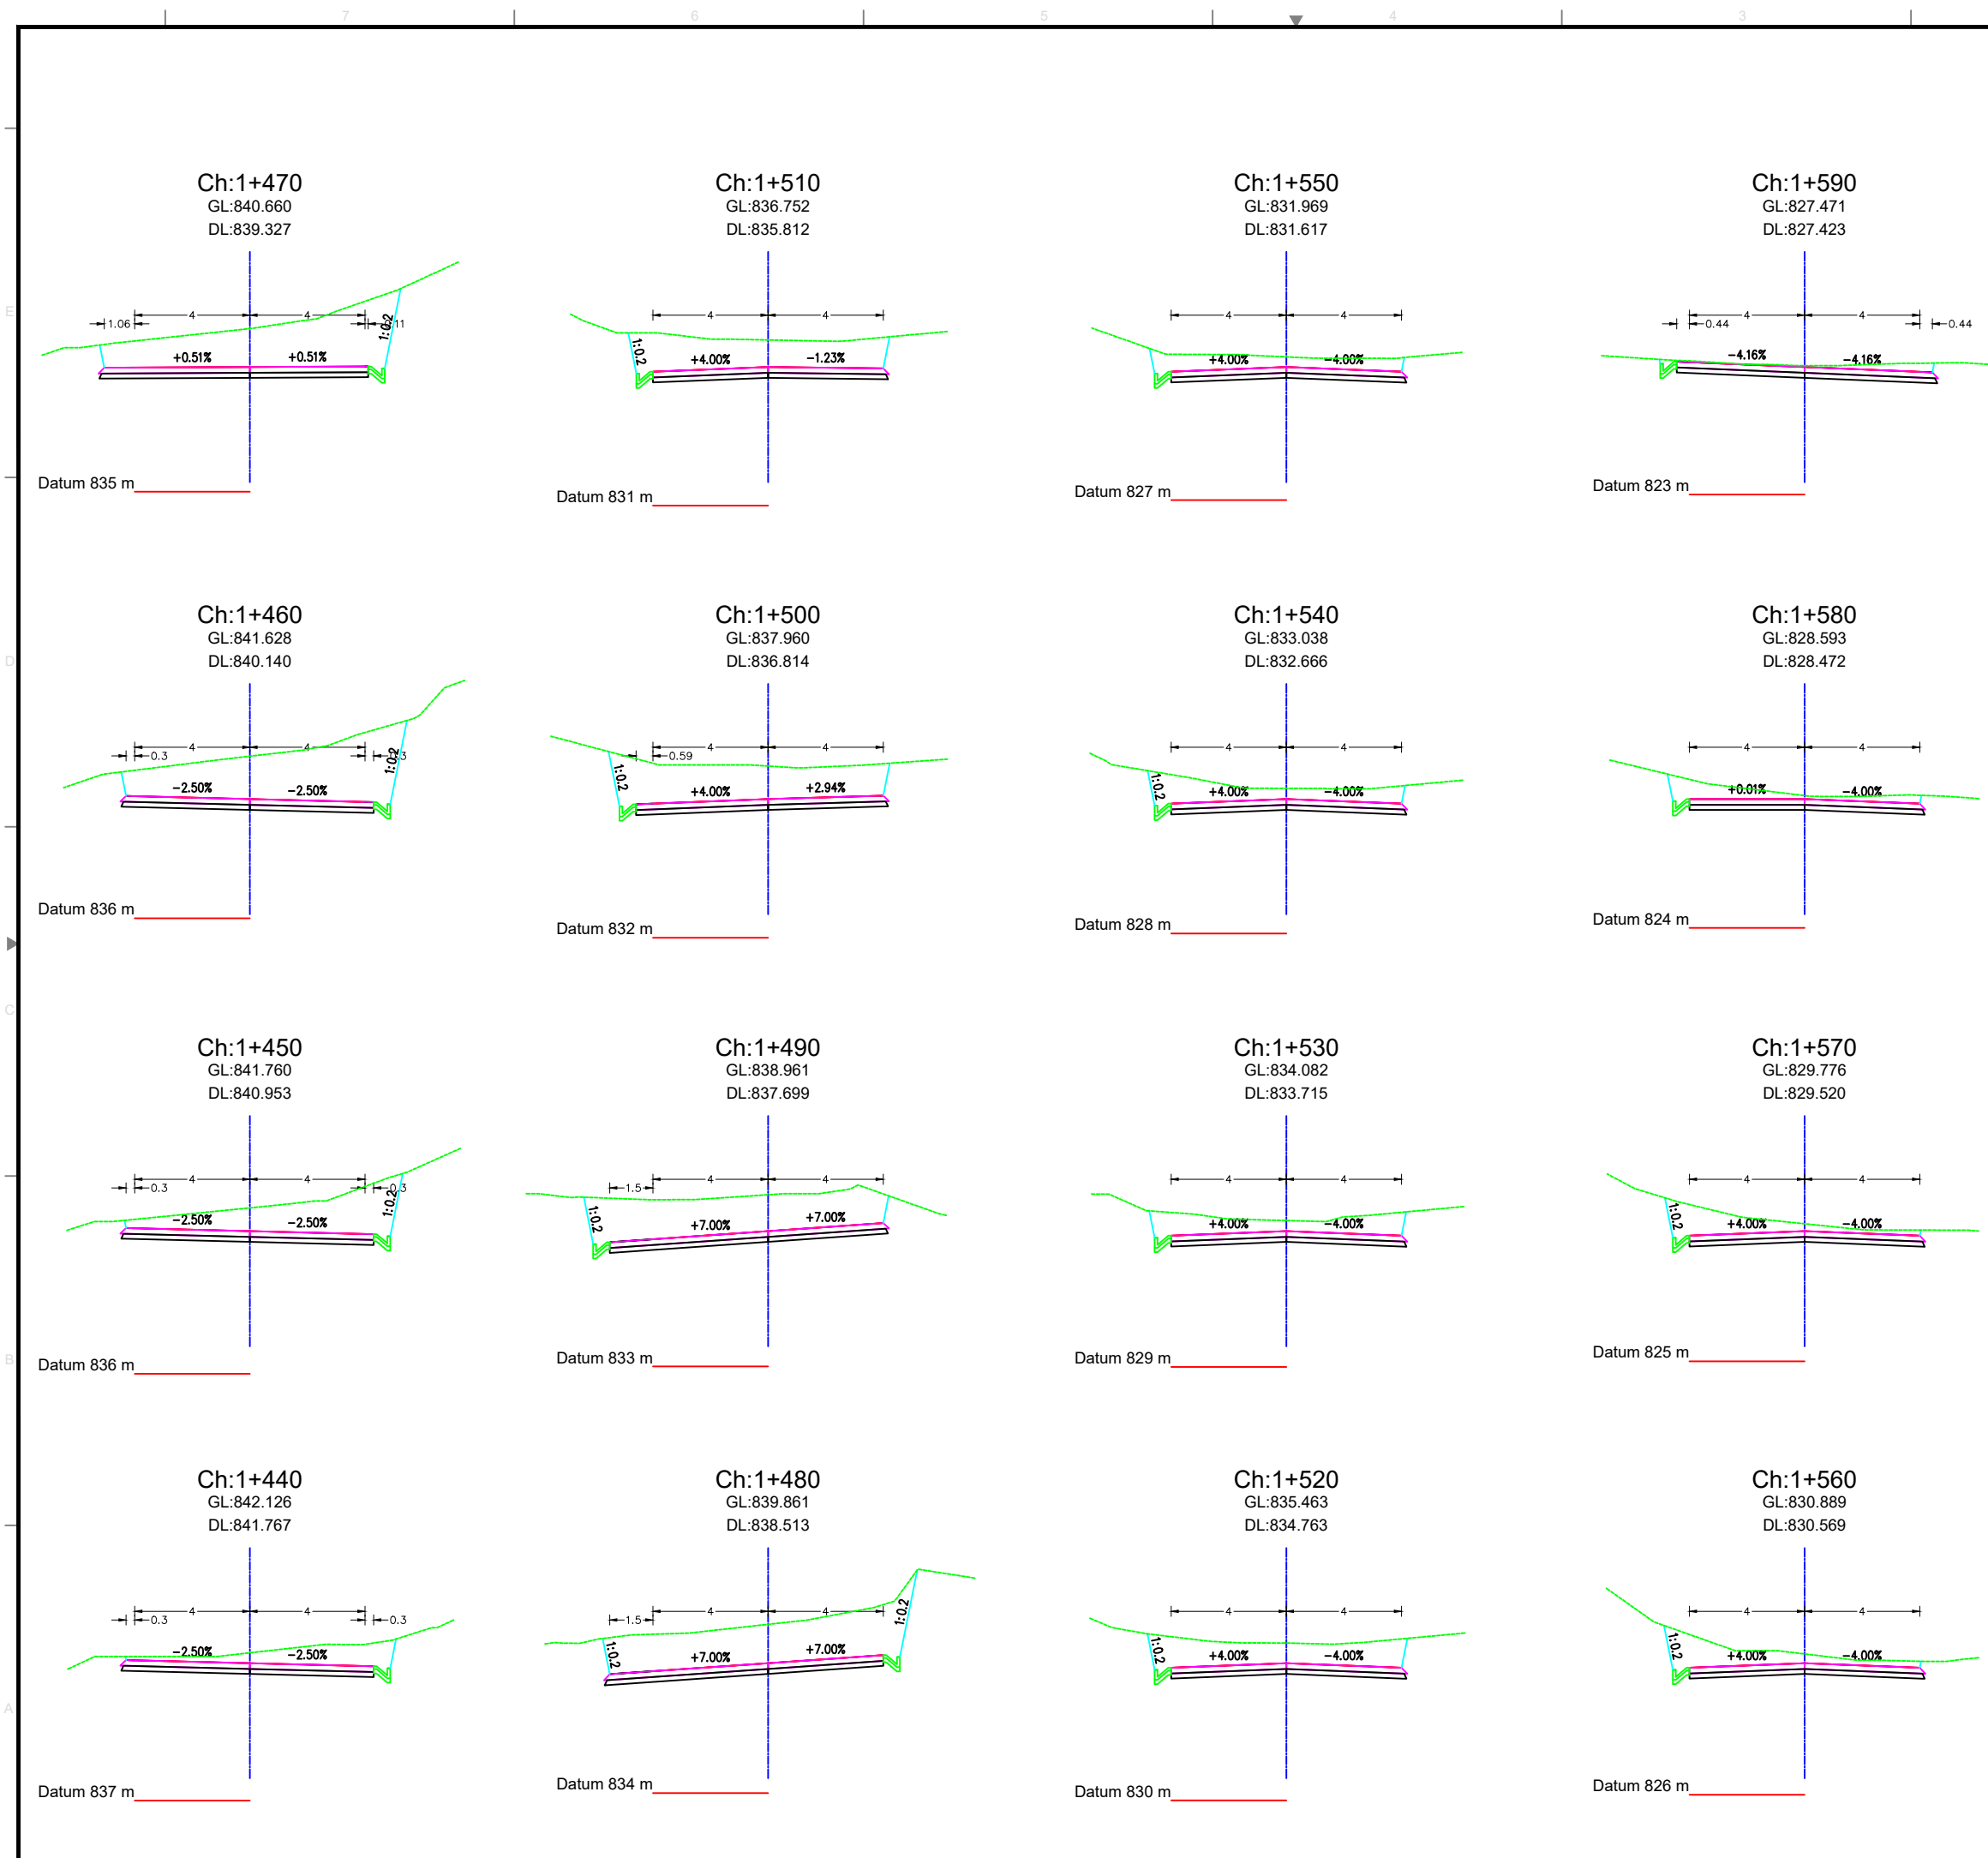 7 6 5 4 3
Ch:1+470
GL:840.660
DL:839.327
1.06 4 4
1:0.2
+0.51% +0.51%
Datum 835 m
Ch:1+510
GL:836.752
DL:835.812
4 4
1:0.2
+4.00% -1.23%
Datum 831 m
Ch:1+550
GL:831.969
DL:831.617
4 4
+4.00% -4.00%
Datum 827 m
Ch:1+590
GL:827.471
DL:827.423
0.44 4 4 0.44
-4.16% -4.16%
Datum 823 m
E
Ch:1+460
GL:841.628
DL:840.140
0.3 4 4
1:0.2
-2.50% -2.50%
Datum 836 m
Ch:1+500
GL:837.960
DL:836.814
0.59 4 4
1:0.2
+4.00% +2.94%
Datum 832 m
Ch:1+540
GL:833.038
DL:832.666
4 4
1:0.2
+4.00% -4.00%
Datum 828 m
Ch:1+580
GL:828.593
DL:828.472
4 4
+0.01% -4.00%
Datum 824 m
D
C
Ch:1+450
GL:841.760
DL:840.953
0.3 4 4 0.3
1:0.2
-2.50% -2.50%
Datum 836 m
Ch:1+490
GL:838.961
DL:837.699
1.5 4 4
1:0.2
+7.00% +7.00%
Datum 833 m
Ch:1+530
GL:834.082
DL:833.715
4 4
+4.00% -4.00%
Datum 829 m
Ch:1+570
GL:829.776
DL:829.520
4 4
1:0.2
+4.00% -4.00%
Datum 825 m
B
Ch:1+440
GL:842.126
DL:841.767
0.3 4 4 0.3
-2.50% -2.50%
Datum 837 m
Ch:1+480
GL:839.861
DL:838.513
1.5 4 4
1:0.2 1:0.2
+7.00% +7.00%
Datum 834 m
Ch:1+520
GL:835.463
DL:834.763
4 4
1:0.2
+4.00% -4.00%
Datum 830 m
Ch:1+560
GL:830.889
DL:830.569
4 4
1:0.2
+4.00% -4.00%
Datum 826 m
A